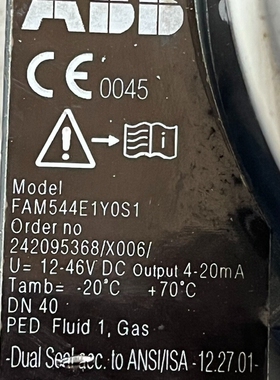 ABB
CE 0045
Model
FAM544E1Y0S1
Order no
242095368/X006/
U= 12-46V DC Output 4-20mA
Tamb= -20°C +70°C
DN 40
PED Fluid 1, Gas
-Dual Seal acc. to ANSI/ISA -12.27.01-